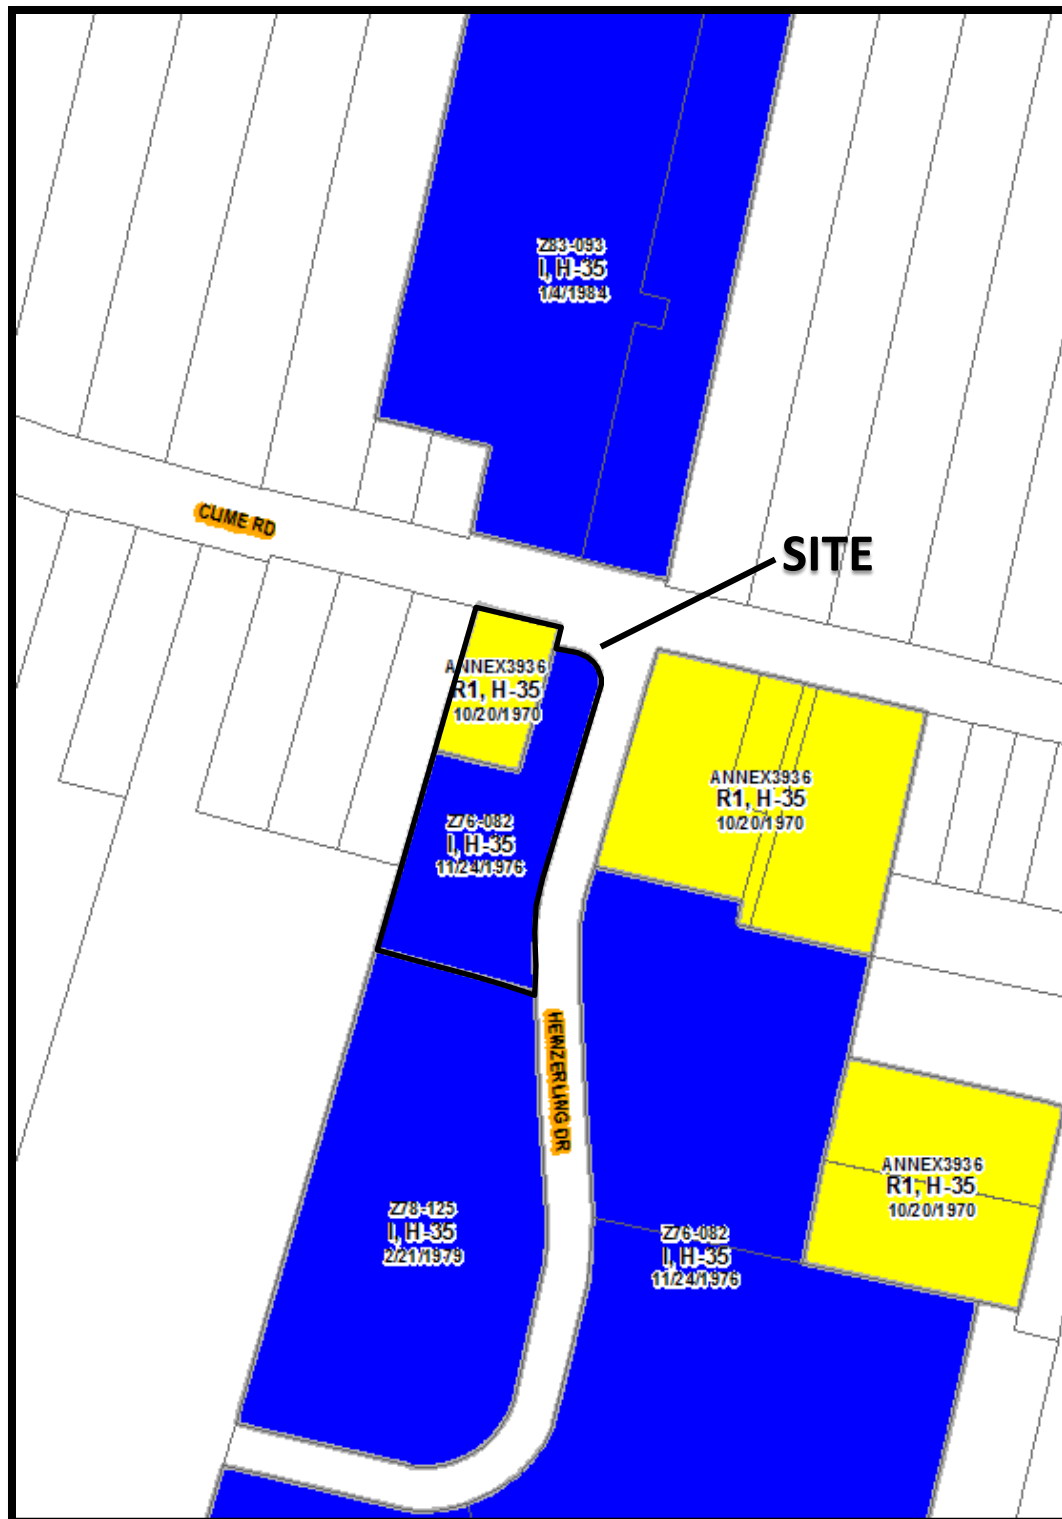 Z83-093
I, H-35
1/4/1984
CLIME RD
SITE
ANNEX3936
R1, H-35
10/20/1970
ANNEX3936
R1, H-35
10/20/1970
Z76-082
I, H-35
11/24/1976
HEINZERLING DR
ANNEX3936
R1, H-35
10/20/1970
Z78-125
I, H-35
2/21/1979
Z76-082
I, H-35
11/24/1976